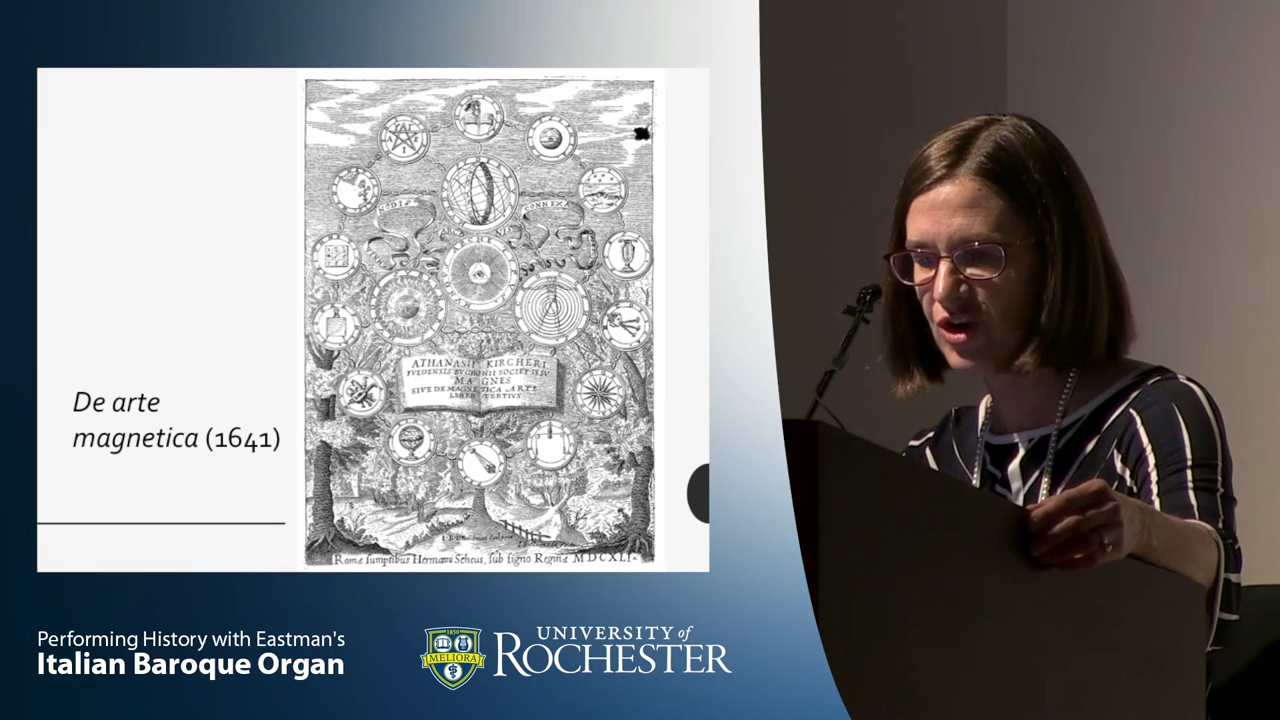 De arte
magnetica (1641)
ATHANASII KIRCHERI
FVLDENSIS BVCHONII SOCIET·IESV
MAGNES
SIVE DE MAGNETICA ARTE
LIBER TERTIVS
Romæ sumptibus Hermanni Scheus, sub signo Reginæ MDCXLI·
Performing History with Eastman's
Italian Baroque Organ
1850
MELIORA
UNIVERSITY of
ROCHESTER